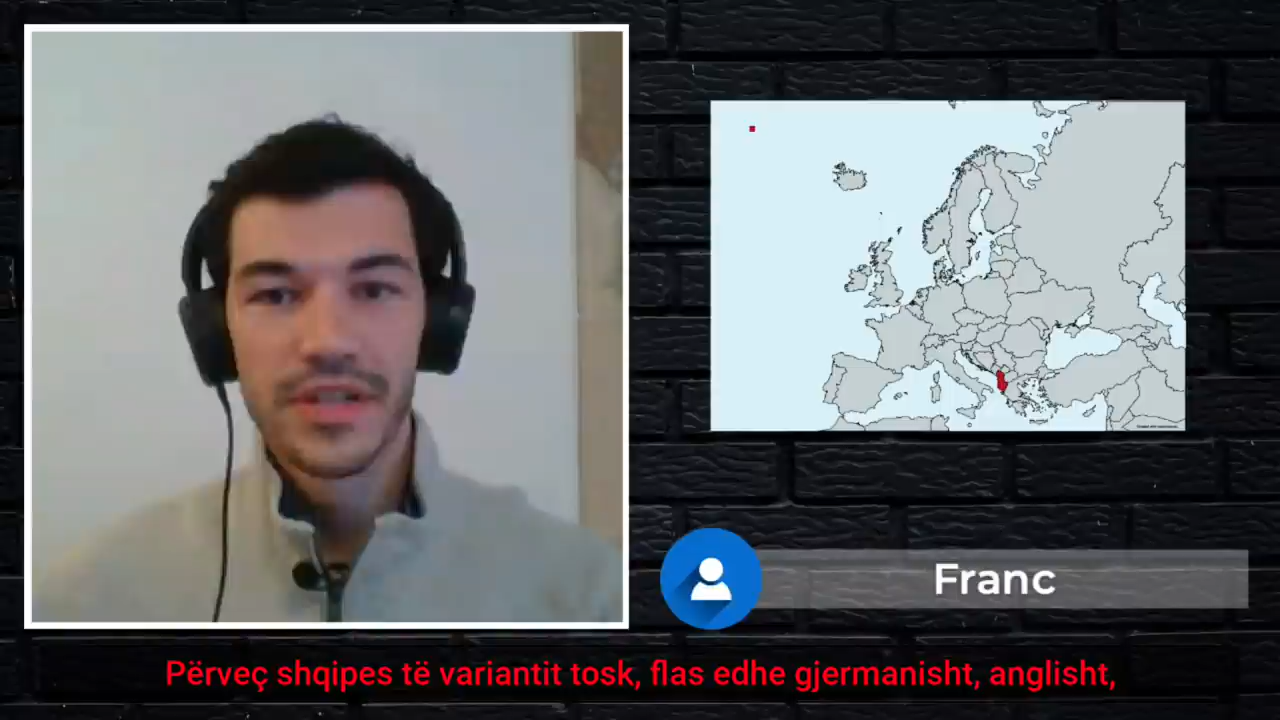 Franc
Përveç shqipes të variantit tosk, flas edhe gjermanisht, anglisht,